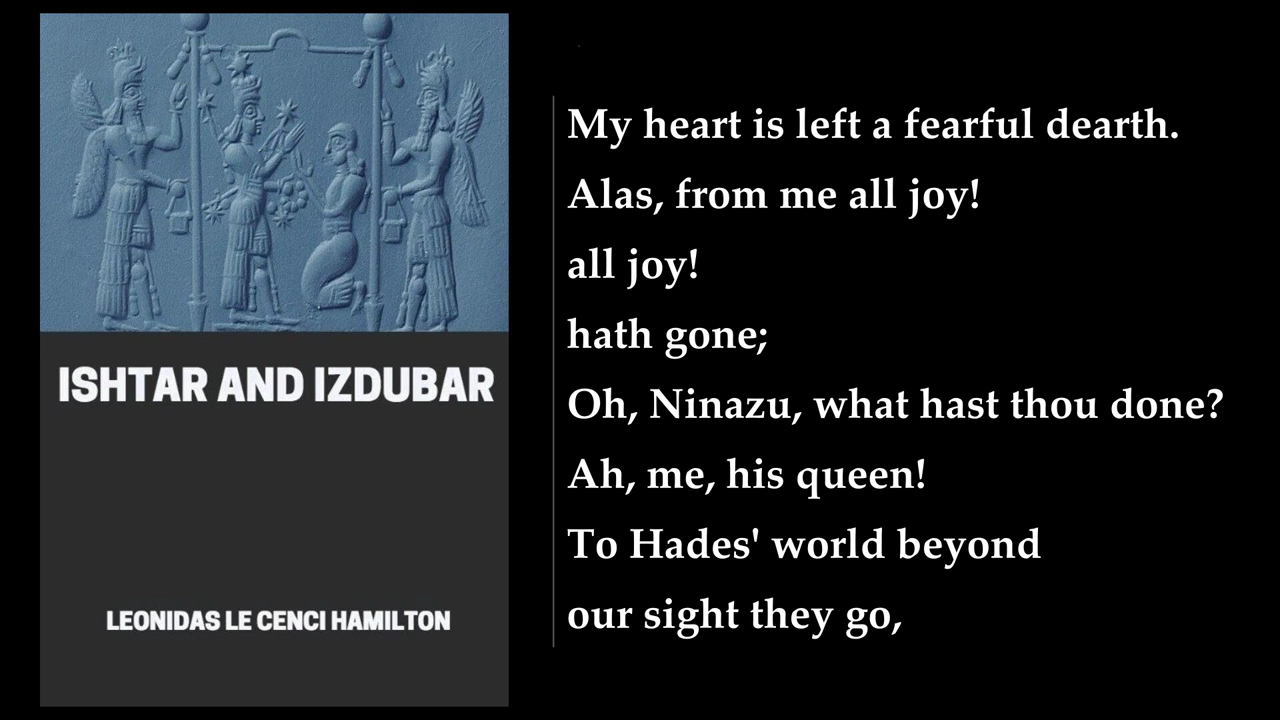 ISHTAR AND IZDUBAR
LEONIDAS LE CENCI HAMILTON
My heart is left a fearful dearth.
Alas, from me all joy!
all joy!
hath gone;
Oh, Ninazu, what hast thou done?
Ah, me, his queen!
To Hades' world beyond
our sight they go,